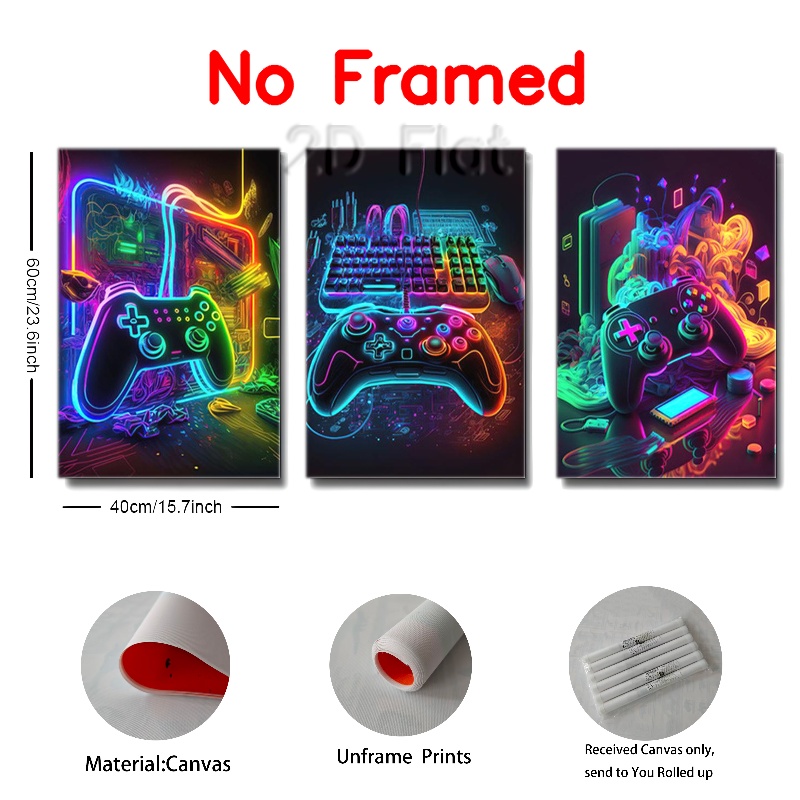 No Framed
2D Flat
60cm/23.6inch
40cm/15.7inch
Material:Canvas
Unframe Prints
Received Canvas only,
send to You Rolled up